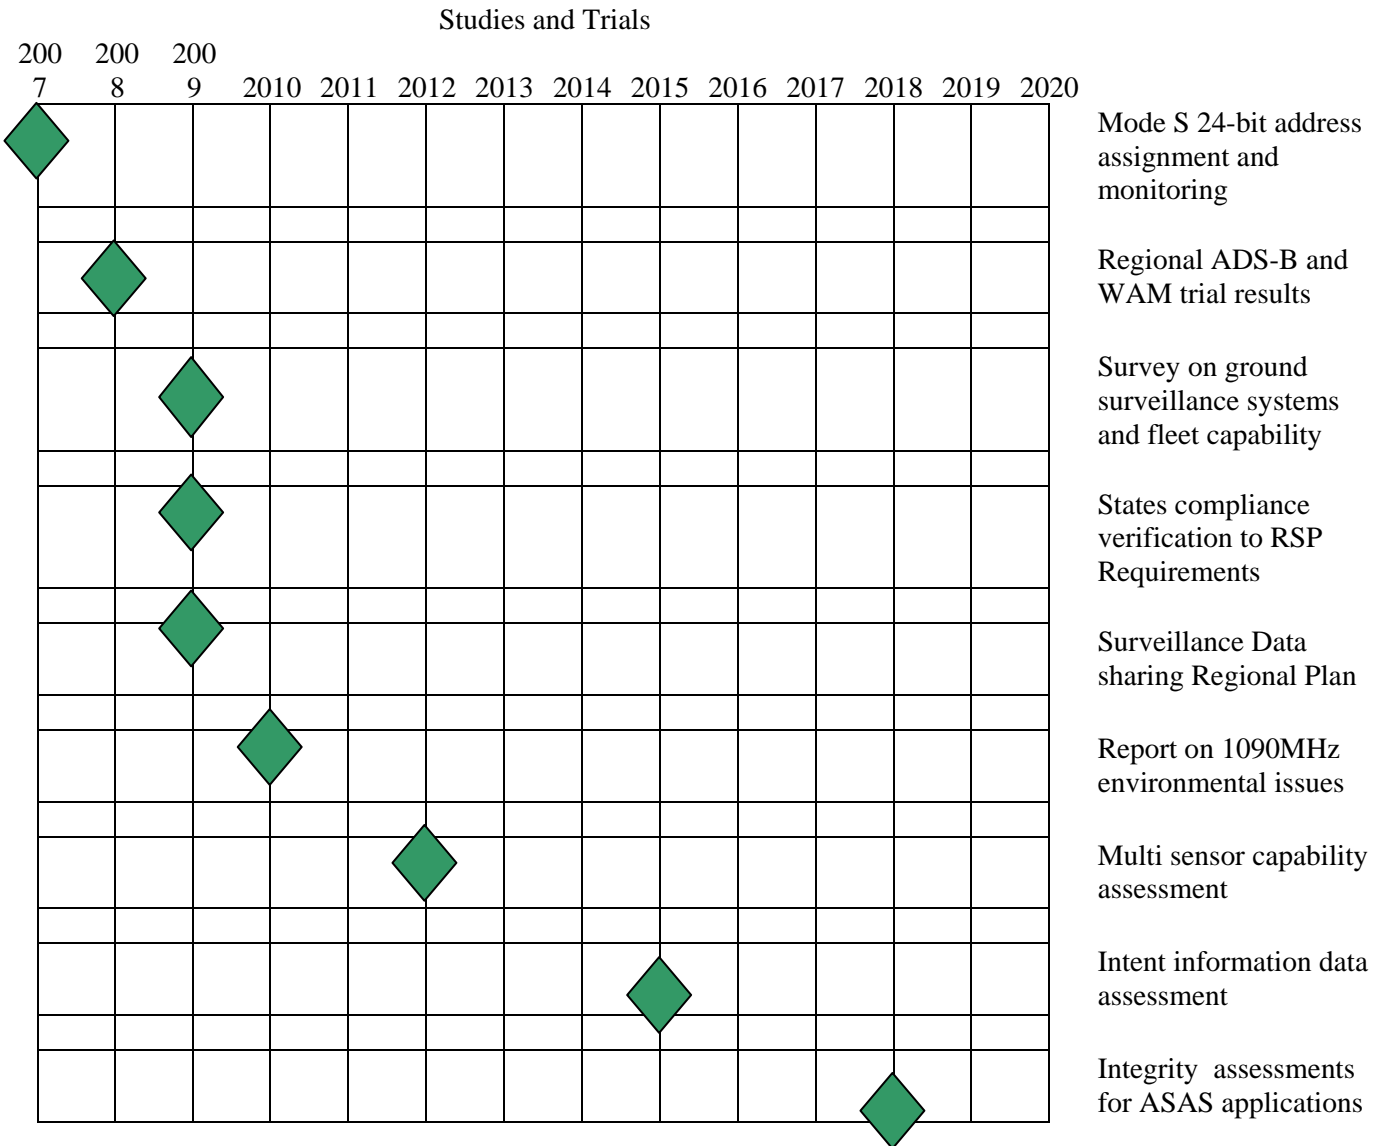 Studies and Trials
200 200 200
7 8 9 2010 2011 2012 2013 2014 2015 2016 2017 2018 2019 2020
Mode S 24-bit address
assignment and
monitoring
Regional ADS-B and
WAM trial results
Survey on ground
surveillance systems
and fleet capability
States compliance
verification to RSP
Requirements
Surveillance Data
sharing Regional Plan
Report on 1090MHz
environmental issues
Multi sensor capability
assessment
Intent information data
assessment
Integrity assessments
for ASAS applications